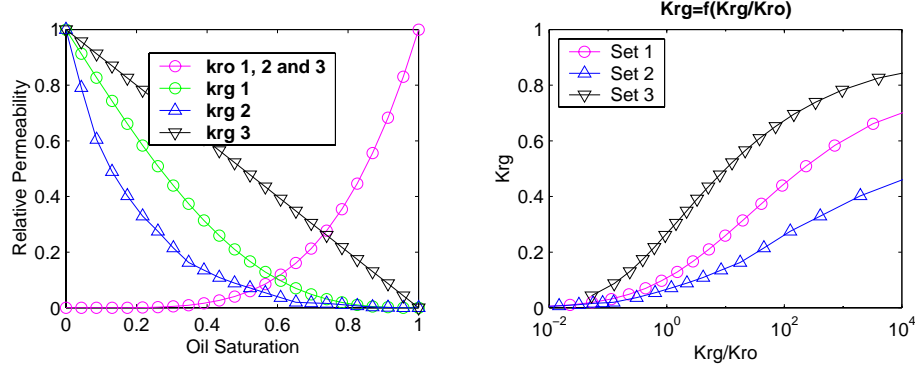 Krg=f(Krg/Kro)
1
0.8
0.6
0.4
0.2
0
Relative Permeability
kro 1, 2 and 3
krg 1
krg 2
krg 3
0 0.2 0.4 0.6 0.8 1
Oil Saturation
1
0.8
0.6
0.4
0.2
0
Krg
Set 1
Set 2
Set 3
10^-2 10^0 10^2 10^4
Krg/Kro